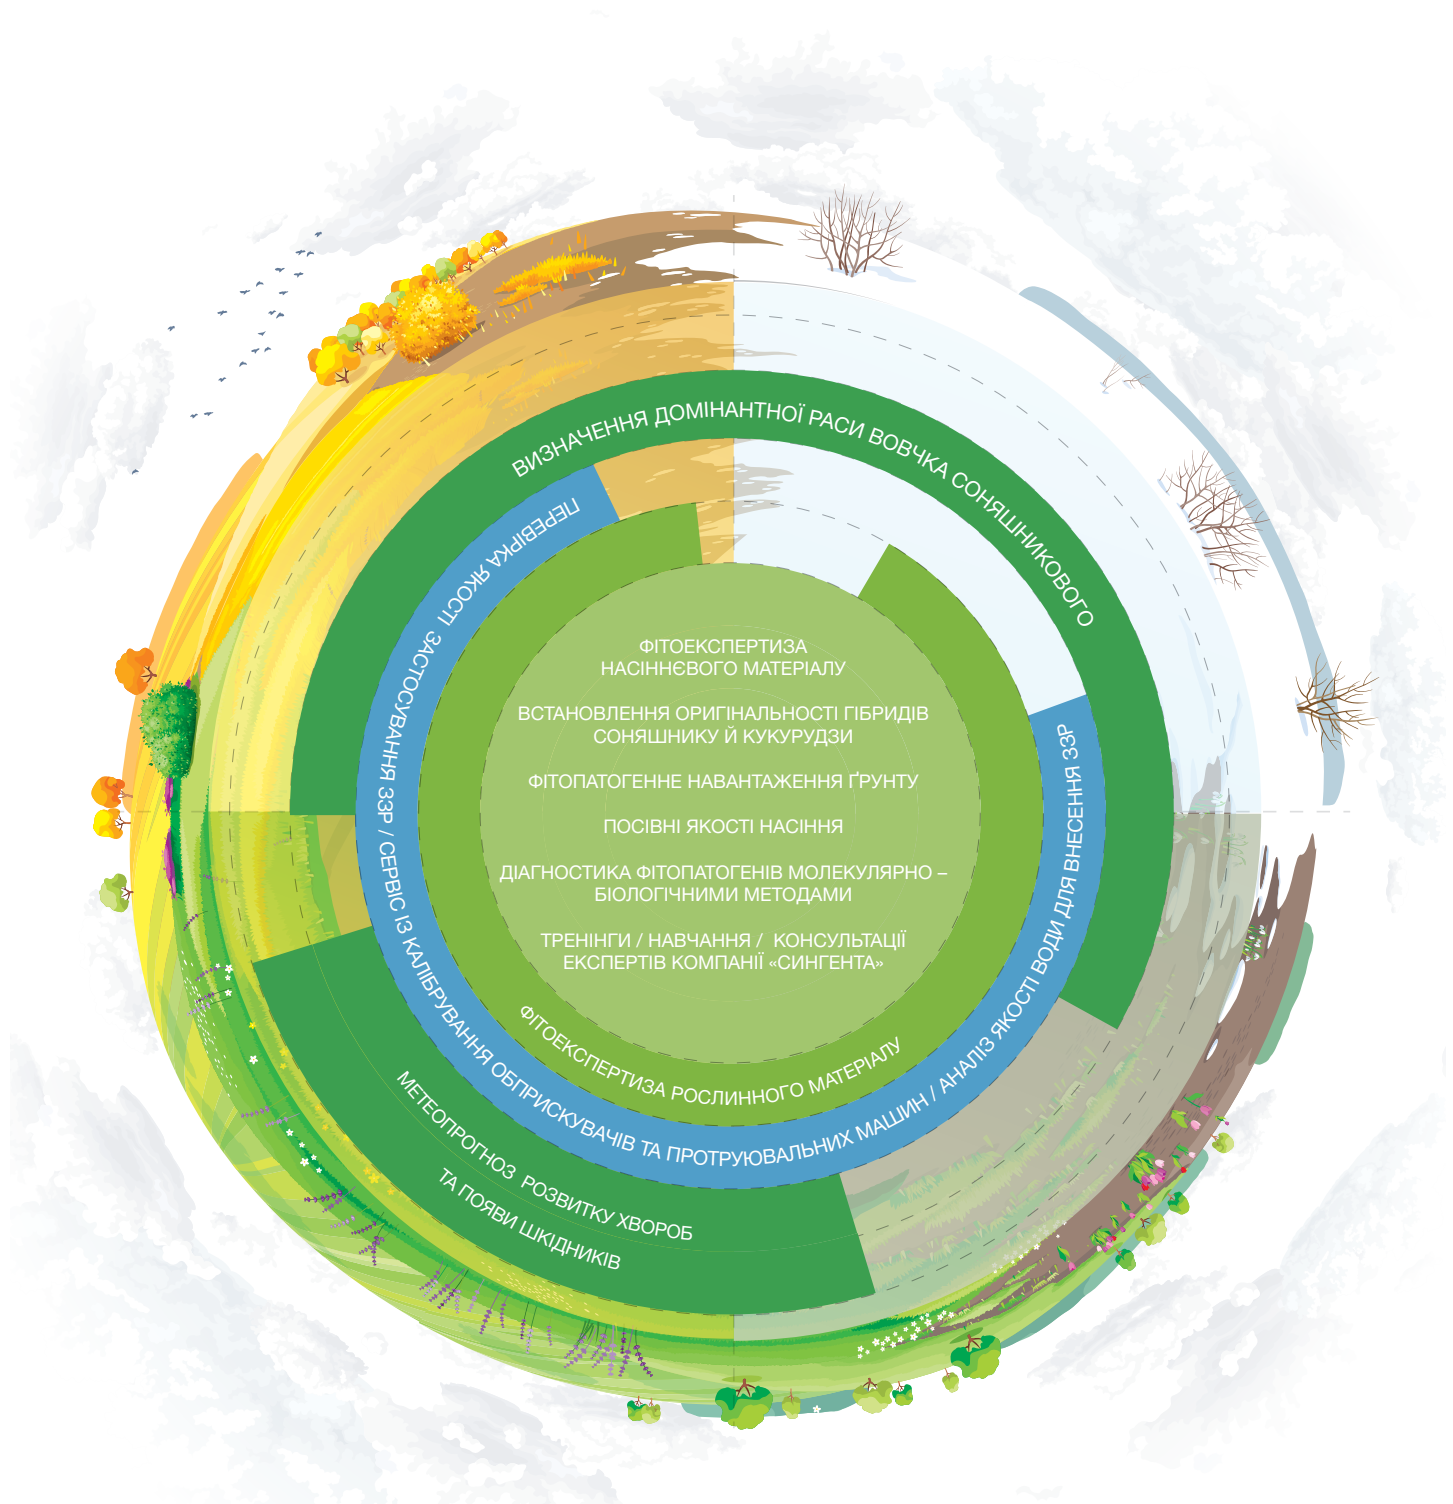 ВИЗНАЧЕННЯ ДОМІНАНТНОЇ РАСИ ВОВЧКА СОНЯШНИКОВОГО
ПЕРЕВІРКА ЯКОСТІ ЗАСТОСУВАННЯ ЗЗР / СЕРВІС ІЗ КАЛІБРУВАННЯ ОБПРИСКУВАЧІВ ТА ПРОТРУЮВАЛЬНИХ МАШИН / АНАЛІЗ ЯКОСТІ ВОДИ ДЛЯ ВНЕСЕННЯ ЗЗР
ФІТОЕКСПЕРТИЗА
НАСІННЄВОГО МАТЕРІАЛУ
ВСТАНОВЛЕННЯ ОРИГІНАЛЬНОСТІ ГІБРИДІВ
СОНЯШНИКУ Й КУКУРУДЗИ
ФІТОПАТОГЕННЕ НАВАНТАЖЕННЯ ҐРУНТУ
ПОСІВНІ ЯКОСТІ НАСІННЯ
ДІАГНОСТИКА ФІТОПАТОГЕНІВ МОЛЕКУЛЯРНО –
БІОЛОГІЧНИМИ МЕТОДАМИ
ТРЕНІНГИ / НАВЧАННЯ / КОНСУЛЬТАЦІЇ
ЕКСПЕРТІВ КОМПАНІЇ «СИНГЕНТА»
ФІТОЕКСПЕРТИЗА РОСЛИННОГО МАТЕРІАЛУ
МЕТЕОПРОГНОЗ РОЗВИТКУ ХВОРОБ
ТА ПОЯВИ ШКІДНИКІВ